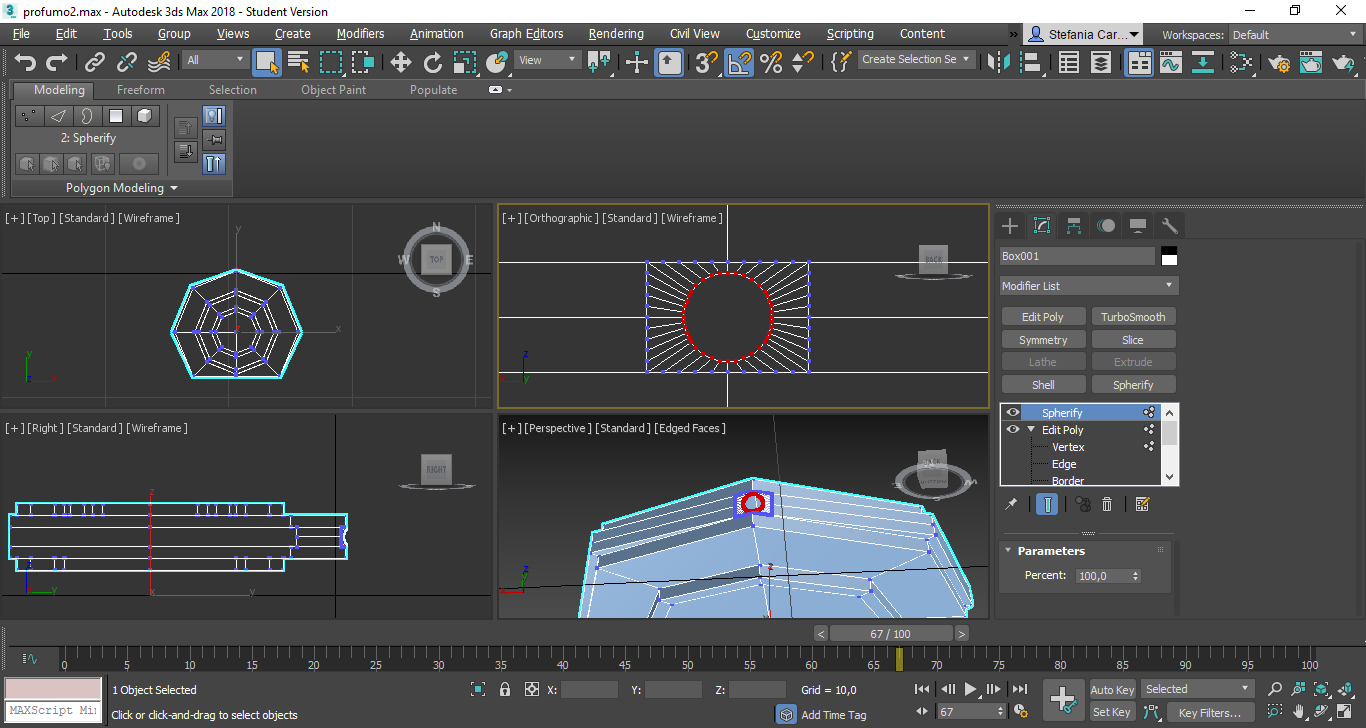 profumo2.max - Autodesk 3ds Max 2018 - Student Version
File Edit Tools Group Views Create Modifiers Animation Graph Editors Rendering Civil View Customize Scripting Content » Stefania Car... Workspaces: Default
All View 3 Create Selection Se
Modeling Freeform Selection Object Paint Populate
2: Spherify
Polygon Modeling
[+] [Top] [Standard] [Wireframe]
N
W TOP E
S
y
x
z
y
x
z
[+] [Orthographic] [Standard] [Wireframe]
BACK
z
y
[+] [Right] [Standard] [Wireframe]
RIGHT
z
x
y
z
y
[+] [Perspective] [Standard] [Edged Faces]
BACK
z
z
Box001
Modifier List
Edit Poly TurboSmooth
Symmetry Slice
Lathe Extrude
Shell Spherify
Spherify
Edit Poly
Vertex
Edge
Border
Parameters
Percent: 100,0
< 67 / 100 >
0 5 10 15 20 25 30 35 40 45 50 55 60 65 70 75 80 85 90 95 100
1 Object Selected X: Y: Z: Grid = 10,0 Auto Key Selected
MAXScript Mi
Click or click-and-drag to select objects Add Time Tag 67 Set Key Key Filters...